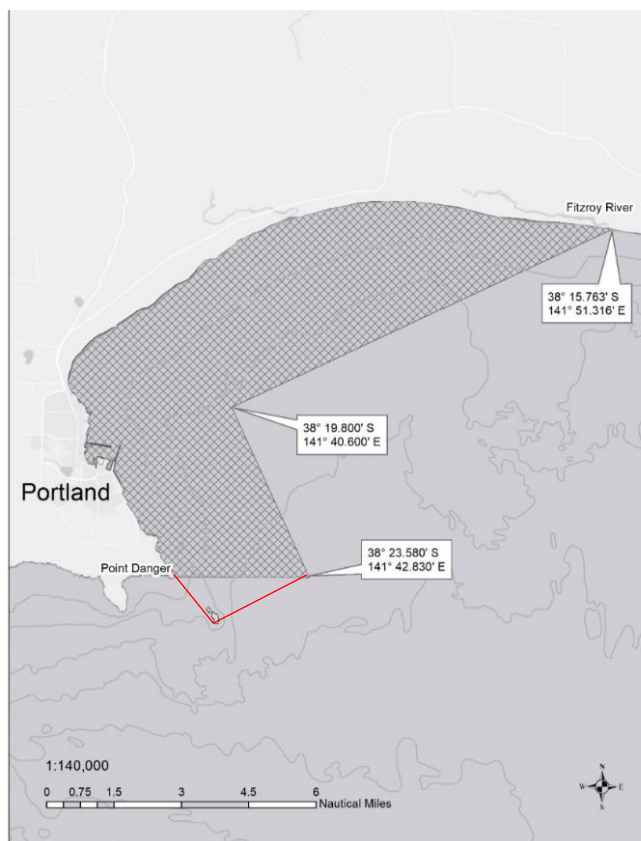 Fitzroy River
38° 15.763' S
141° 51.316' E
38° 19.800' S
141° 40.600' E
Portland
38° 23.580' S
141° 42.830' E
Point Danger
1:140,000
0 0.75 1.5 3 4.5 6
Nautical Miles
N
W E
S